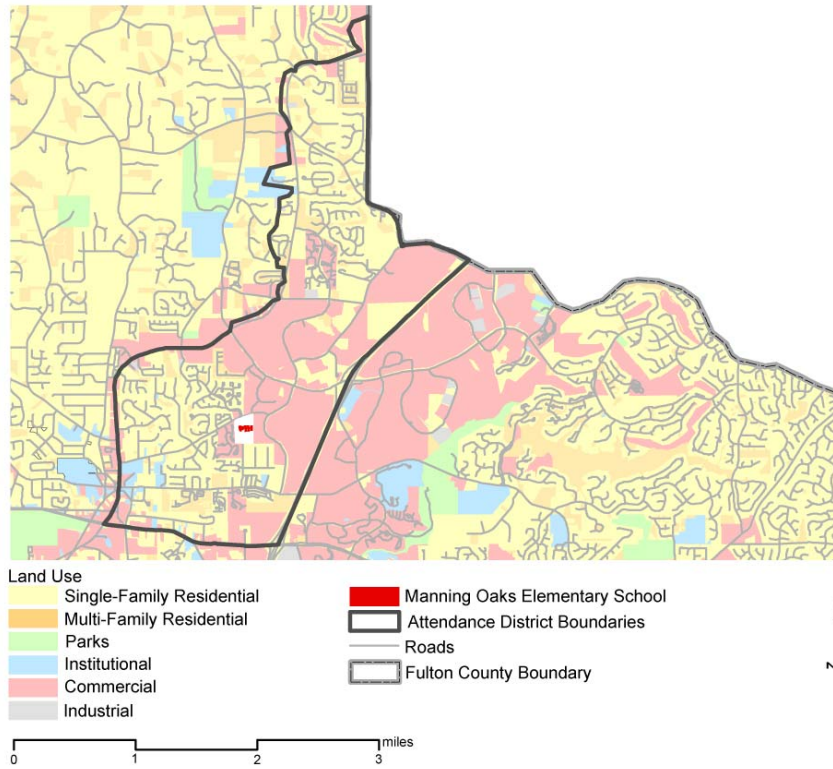 Land Use
Single-Family Residential
Multi-Family Residential
Parks
Institutional
Commercial
Industrial
Manning Oaks Elementary School
Attendance District Boundaries
Roads
Fulton County Boundary
miles
0 1 2 3